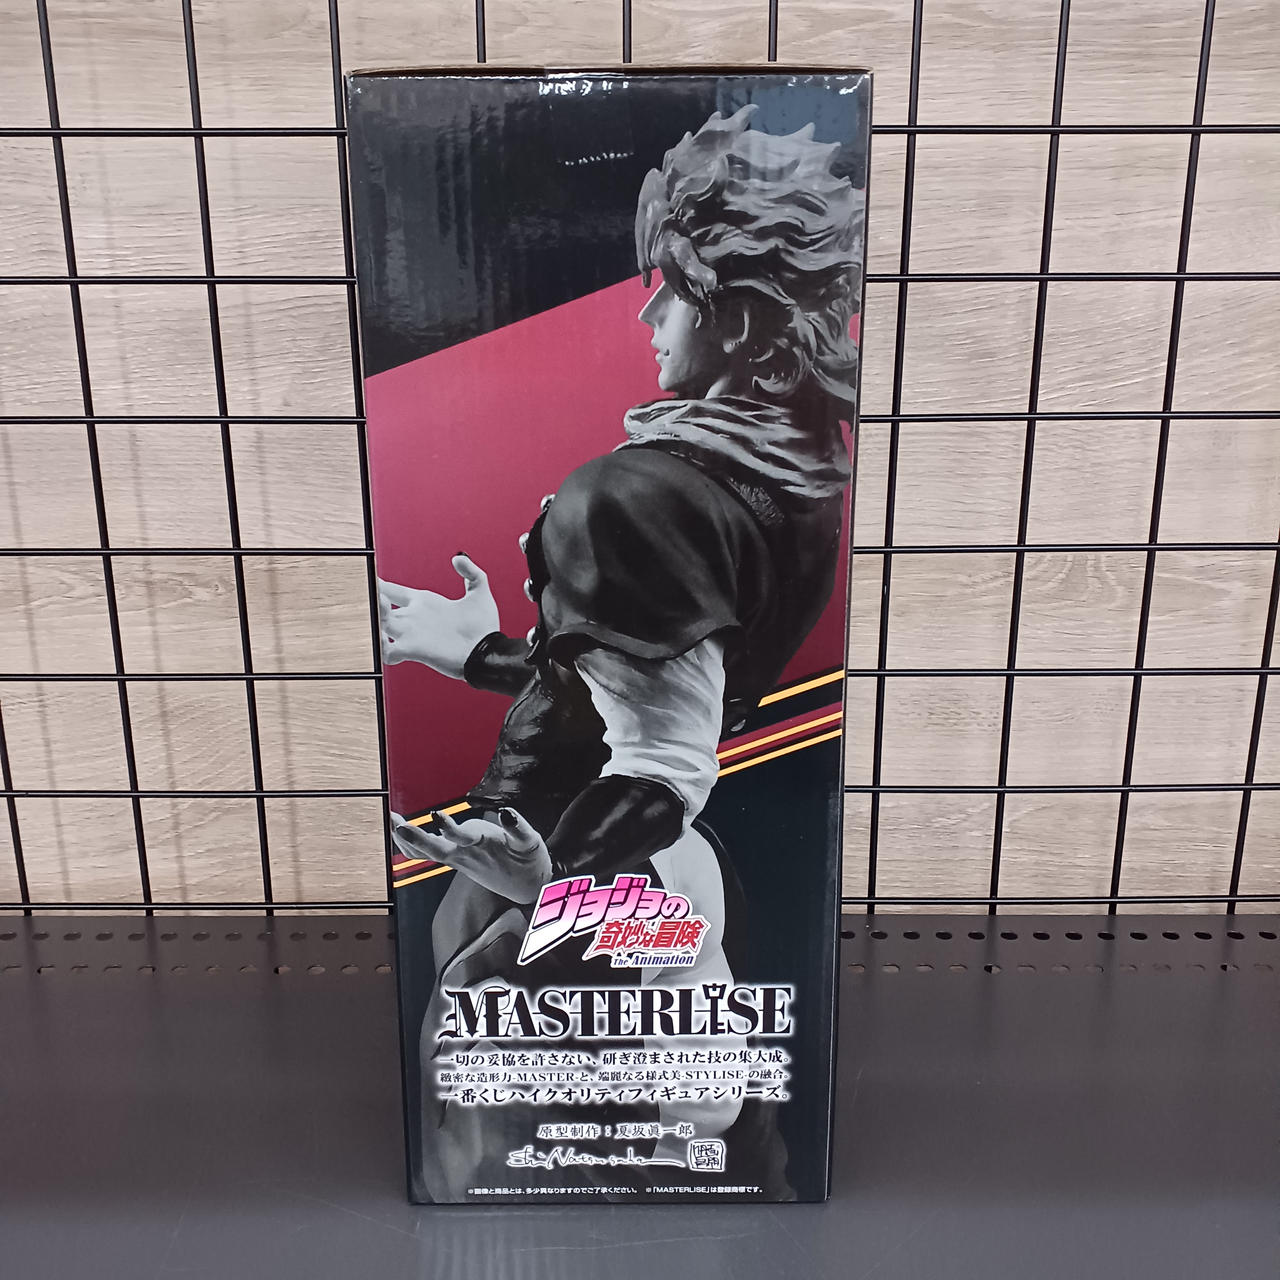 ジョジョの
奇妙な冒険
The Animation
MASTERLISE
一切の妥協を許さない、研ぎ澄まされた技の集大成。
緻密な造形力-MASTER-と、端麗なる様式美-STYLISE-の融合。
一番くじハイクオリティフィギュアシリーズ。
原型制作：夏坂眞一郎
※画像と商品とは、多少異なりますのでご了承ください。 ※「MASTERLISE」は登録商標です。